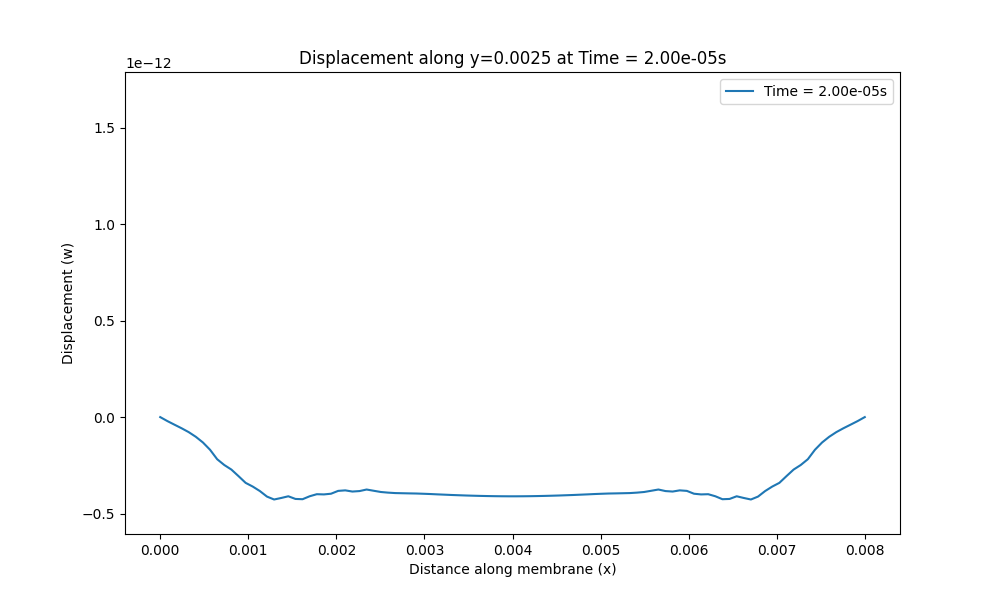 Displacement along y=0.0025 at Time = 2.00e-05s
1e−12
Time = 2.00e-05s
1.5
1.0
0.5
0.0
−0.5
Displacement (w)
0.000 0.001 0.002 0.003 0.004 0.005 0.006 0.007 0.008
Distance along membrane (x)